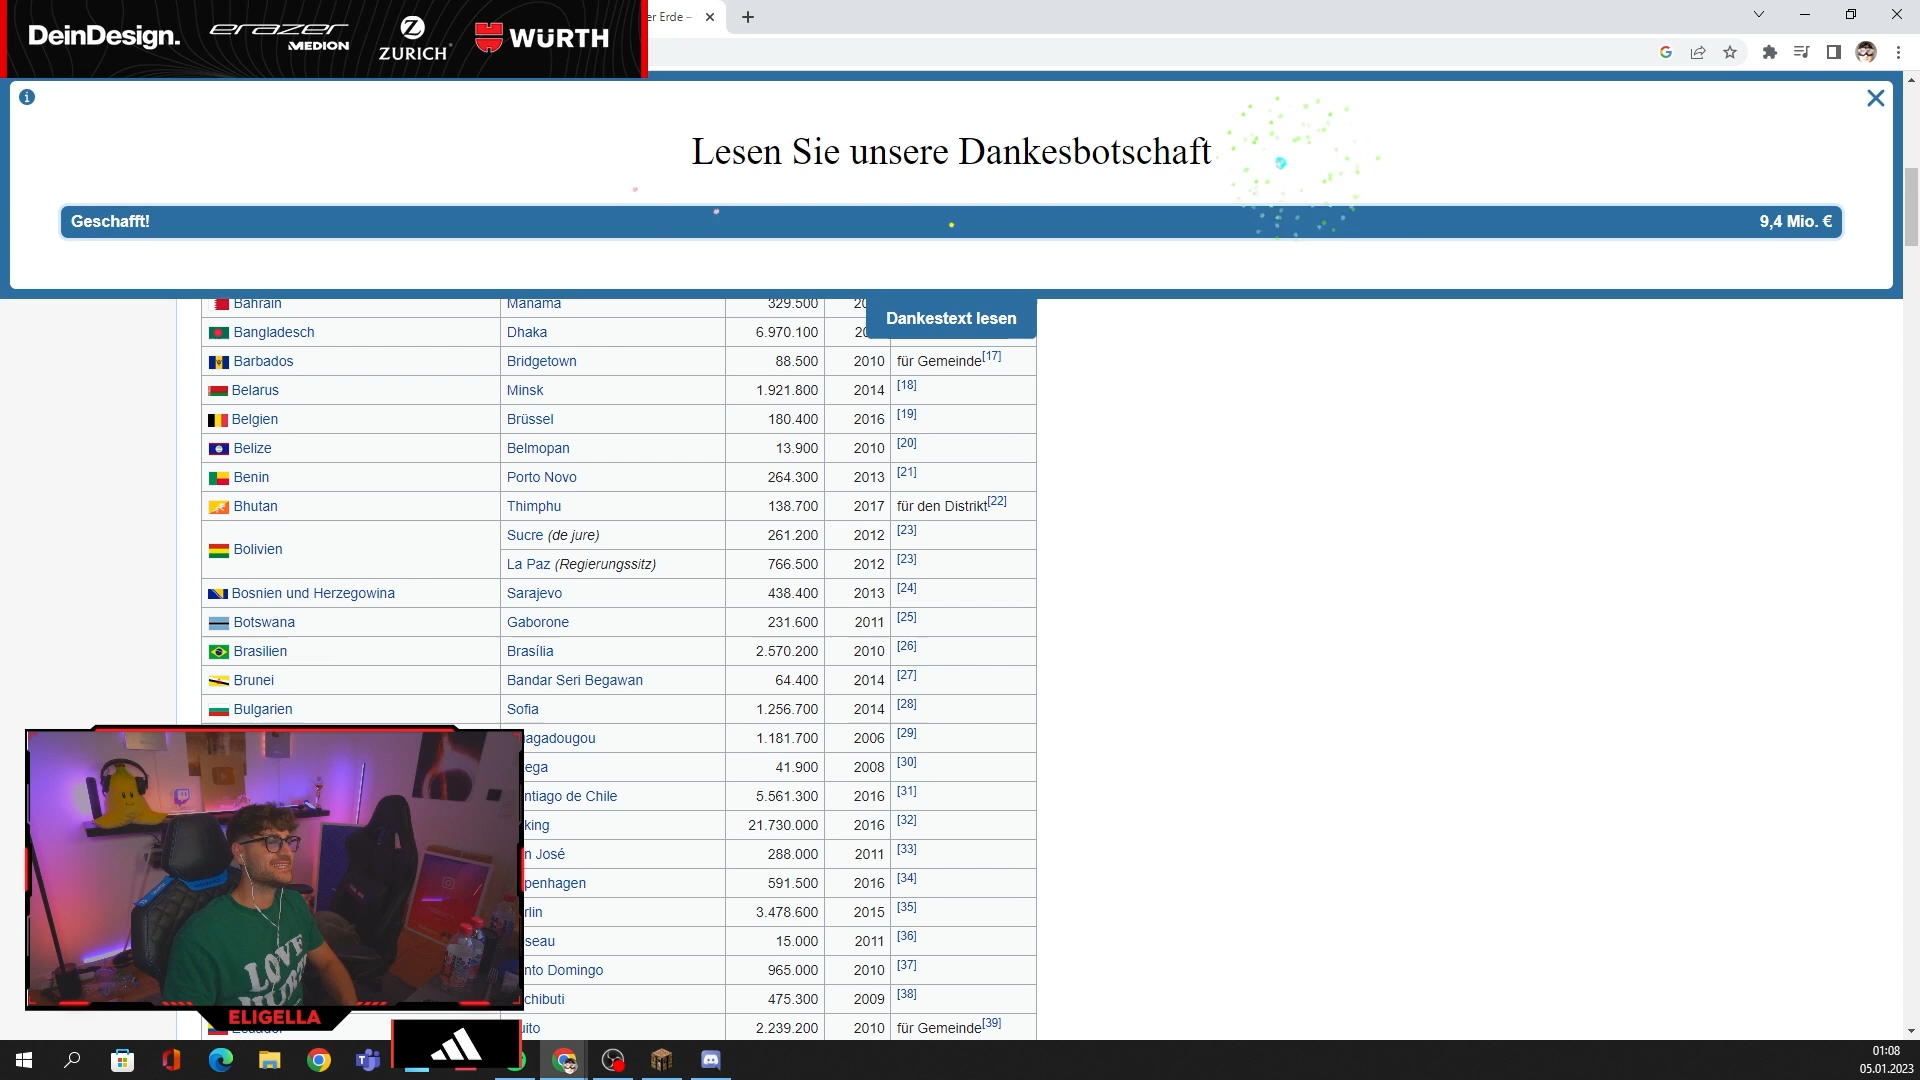 DeinDesign.
erazer
MEDION
ZURICH
WÜRTH
er Erde –
Lesen Sie unsere Dankesbotschaft
Geschafft! 9,4 Mio. €
Dankestext lesen
Bahrain Manama 329.500 20
Bangladesch Dhaka 6.970.100 20
Barbados Bridgetown 88.500 2010 für Gemeinde[17]
Belarus Minsk 1.921.800 2014 [18]
Belgien Brüssel 180.400 2016 [19]
Belize Belmopan 13.900 2010 [20]
Benin Porto Novo 264.300 2013 [21]
Bhutan Thimphu 138.700 2017 für den Distrikt[22]
Bolivien Sucre (de jure) 261.200 2012 [23]
La Paz (Regierungssitz) 766.500 2012 [23]
Bosnien und Herzegowina Sarajevo 438.400 2013 [24]
Botswana Gaborone 231.600 2011 [25]
Brasilien Brasília 2.570.200 2010 [26]
Brunei Bandar Seri Begawan 64.400 2014 [27]
Bulgarien Sofia 1.256.700 2014 [28]
agadougou 1.181.700 2006 [29]
ega 41.900 2008 [30]
ntiago de Chile 5.561.300 2016 [31]
king 21.730.000 2016 [32]
n José 288.000 2011 [33]
penhagen 591.500 2016 [34]
rlin 3.478.600 2015 [35]
seau 15.000 2011 [36]
nto Domingo 965.000 2010 [37]
chibuti 475.300 2009 [38]
Ecuador uito 2.239.200 2010 für Gemeinde[39]
LOVE
ELIGELLA
01:08
05.01.2023